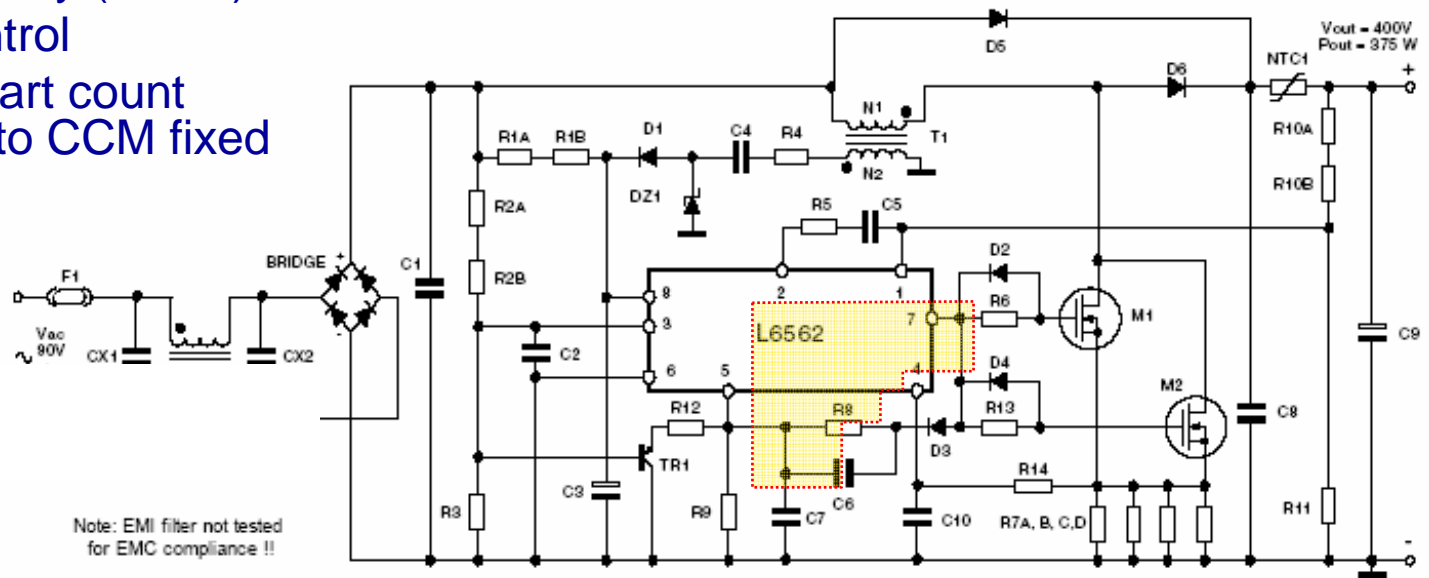 ntrol
art count
to CCM fixed
Vout = 400V
Pout = 375 W
D5
NTC1
D6
+
N1
T1
N2
R1A
R1B
D1
C4
R4
R10A
R10B
DZ1
R2A
R5
C5
D2
F1
BRIDGE
+
C1
R2B
8
2
1
R6
M1
3
L6562
7
Vac
~ 90V
CX1
CX2
-
C2
C9
6
5
4
D4
M2
R12
R8
R13
C8
TR1
D3
R14
R3
C3
R9
C7
C6
C10
R7A, B, C,D
R11
-
Note: EMI filter not tested
for EMC compliance !!